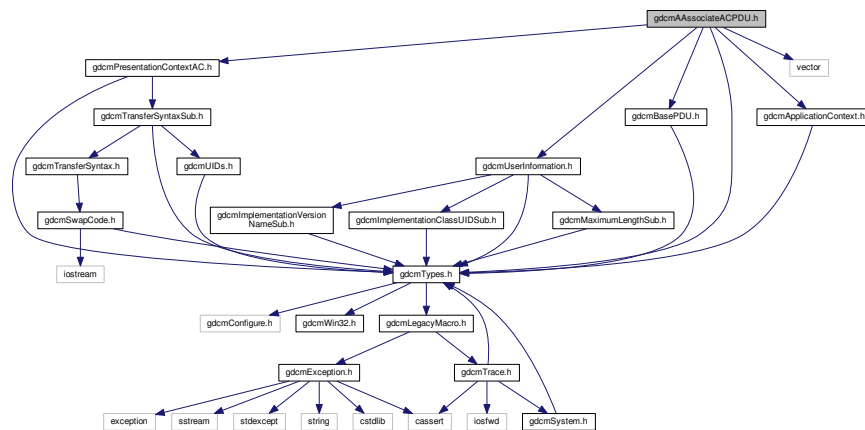 gdcmAAssociateACPDU.h
gdcmPresentationContextAC.h
vector
gdcmTransferSyntaxSub.h
gdcmBasePDU.h
gdcmApplicationContext.h
gdcmTransferSyntax.h
gdcmUIDs.h
gdcmUserInformation.h
gdcmSwapCode.h
gdcmImplementationVersion
NameSub.h
gdcmImplementationClassUIDSub.h
gdcmMaximumLengthSub.h
iostream
gdcmTypes.h
gdcmConfigure.h
gdcmWin32.h
gdcmLegacyMacro.h
gdcmException.h
gdcmTrace.h
exception
sstream
stdexcept
string
cstdlib
cassert
iosfwd
gdcmSystem.h